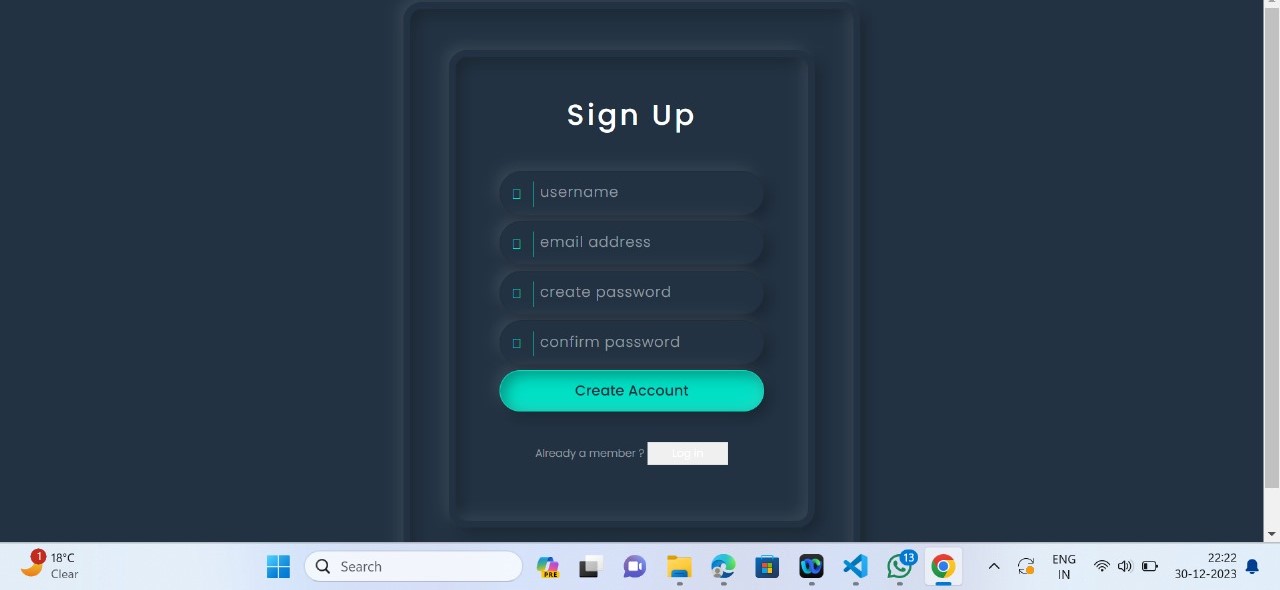 Sign Up
username
email address
create password
confirm password
Create Account
Already a member ? Log In
1
18°C
Clear
Search
PRE
13
ENG
IN
22:22
30-12-2023